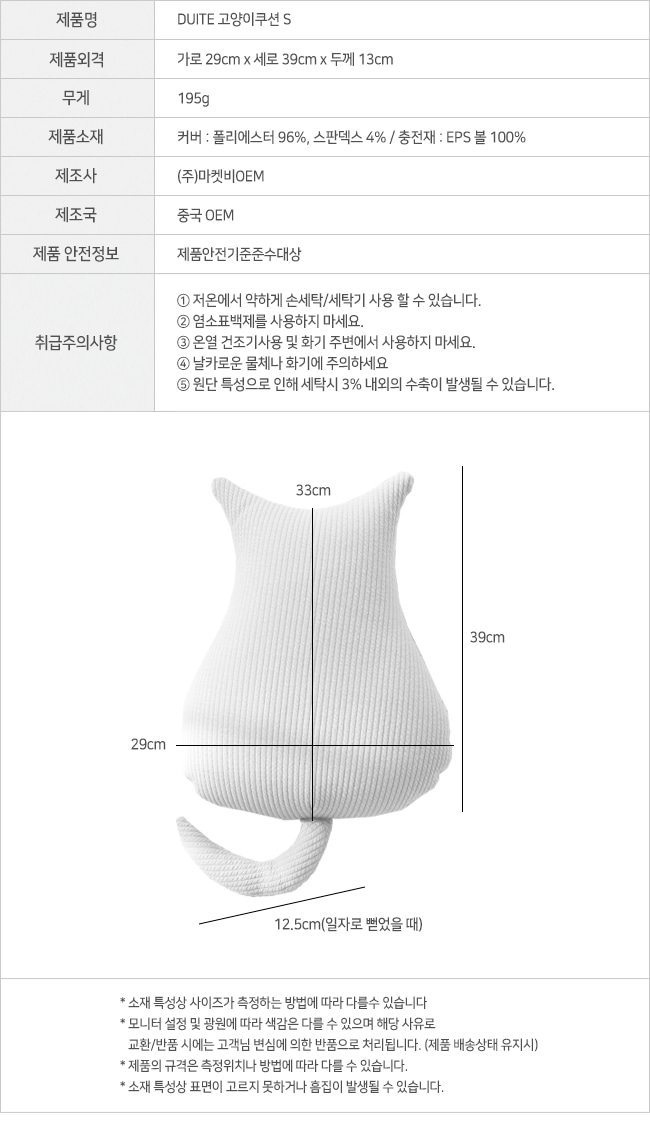 제품명 DUITE 고양이쿠션 S
제품외격 가로 29cm x 세로 39cm x 두께 13cm
무게 195g
제품소재 커버 : 폴리에스터 96%, 스판덱스 4% / 충전재 : EPS 볼 100%
제조사 (주)마켓비OEM
제조국 중국 OEM
제품 안전정보 제품안전기준준수대상
취급주의사항
① 저온에서 약하게 손세탁/세탁기 사용 할 수 있습니다.
② 염소표백제를 사용하지 마세요.
③ 온열 건조기사용 및 화기 주변에서 사용하지 마세요.
④ 날카로운 물체나 화기에 주의하세요
⑤ 원단 특성으로 인해 세탁시 3% 내외의 수축이 발생될 수 있습니다.
33cm
39cm
29cm
12.5cm(일자로 뻗었을 때)
* 소재 특성상 사이즈가 측정하는 방법에 따라 다를수 있습니다
* 모니터 설정 및 광원에 따라 색감은 다를 수 있으며 해당 사유로
교환/반품 시에는 고객님 변심에 의한 반품으로 처리됩니다. (제품 배송상태 유지시)
* 제품의 규격은 측정위치나 방법에 따라 다를 수 있습니다.
* 소재 특성상 표면이 고르지 못하거나 흠집이 발생될 수 있습니다.